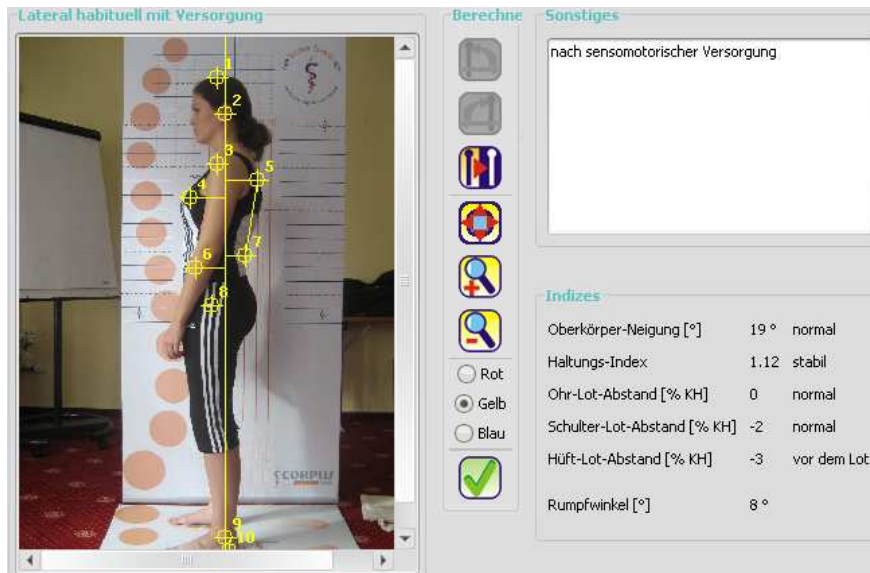 Lateral habituell mit Versorgung
1
2
3
4
5
6
7
8
9
10
CORPUS
Berechne
Rot
Gelb
Blau
Sonstiges
nach sensomotorischer Versorgung
Indizes
Oberkörper-Neigung [°] 19 ° normal
Haltungs-Index 1.12 stabil
Ohr-Lot-Abstand [% KH] 0 normal
Schulter-Lot-Abstand [% KH] -2 normal
Hüft-Lot-Abstand [% KH] -3 vor dem Lot
Rumpfwinkel [°] 8 °